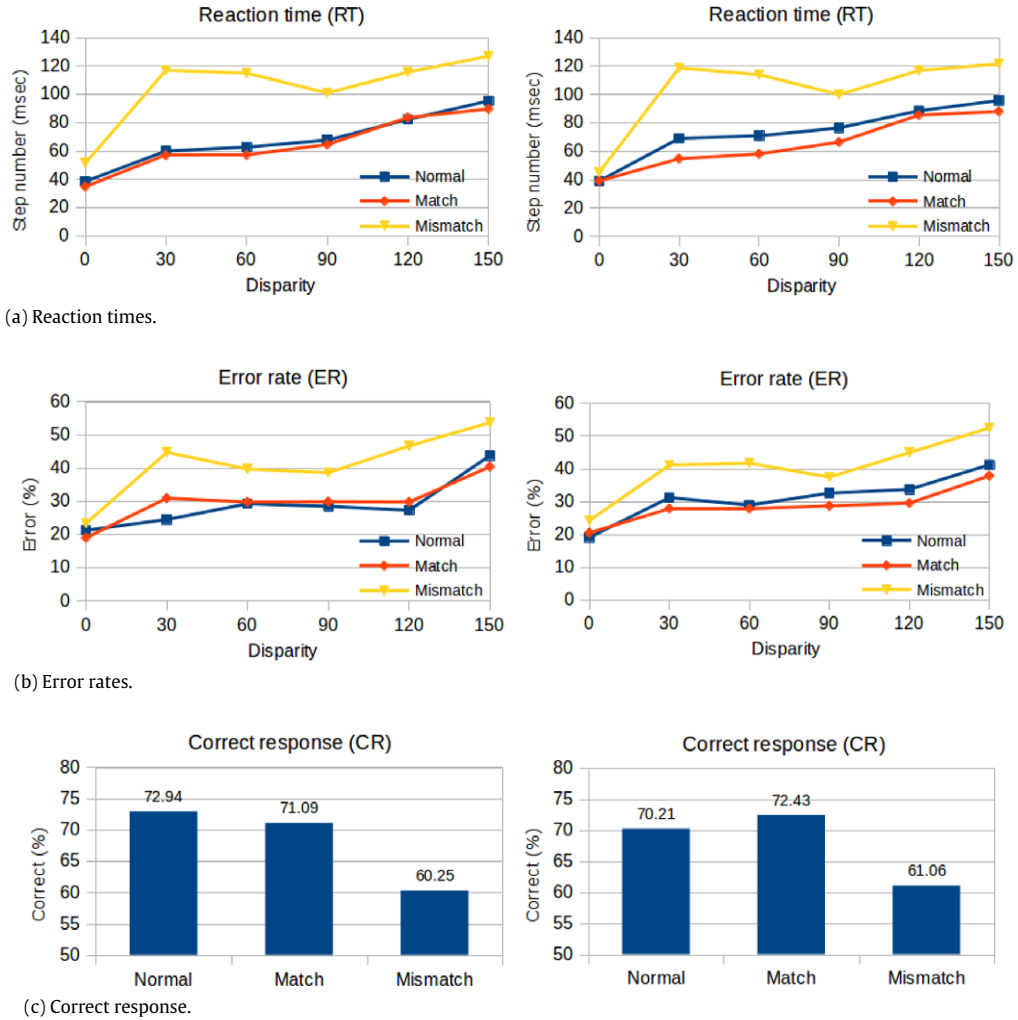 Reaction time (RT)
140
120
100
80
60
40
20
0
Step number (msec)
Normal
Match
Mismatch
0 30 60 90 120 150
Disparity
Reaction time (RT)
140
120
100
80
60
40
20
0
Step number (msec)
Normal
Match
Mismatch
0 30 60 90 120 150
Disparity
(a) Reaction times.
Error rate (ER)
60
50
40
30
20
10
0
Error (%)
Normal
Match
Mismatch
0 30 60 90 120 150
Disparity
Error rate (ER)
60
50
40
30
20
10
0
Error (%)
Normal
Match
Mismatch
0 30 60 90 120 150
Disparity
(b) Error rates.
Correct response (CR)
80
75
70
65
60
55
50
Correct (%)
72.94
71.09
60.25
Normal Match Mismatch
Correct response (CR)
80
75
70
65
60
55
50
Correct (%)
70.21
72.43
61.06
Normal Match Mismatch
(c) Correct response.